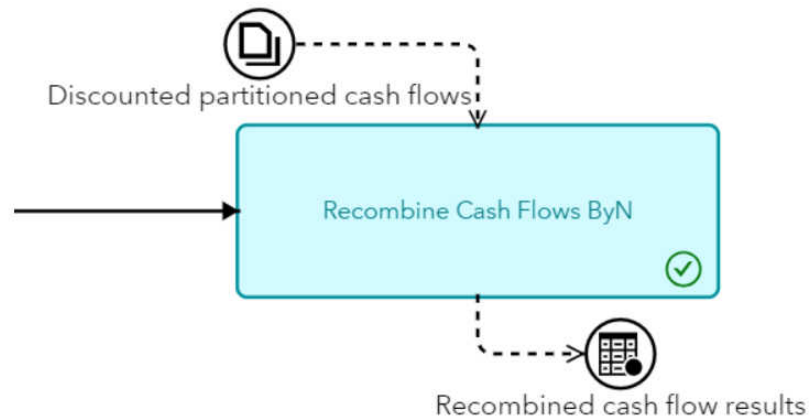 Discounted partitioned cash flows
Recombine Cash Flows ByN
Recombined cash flow results